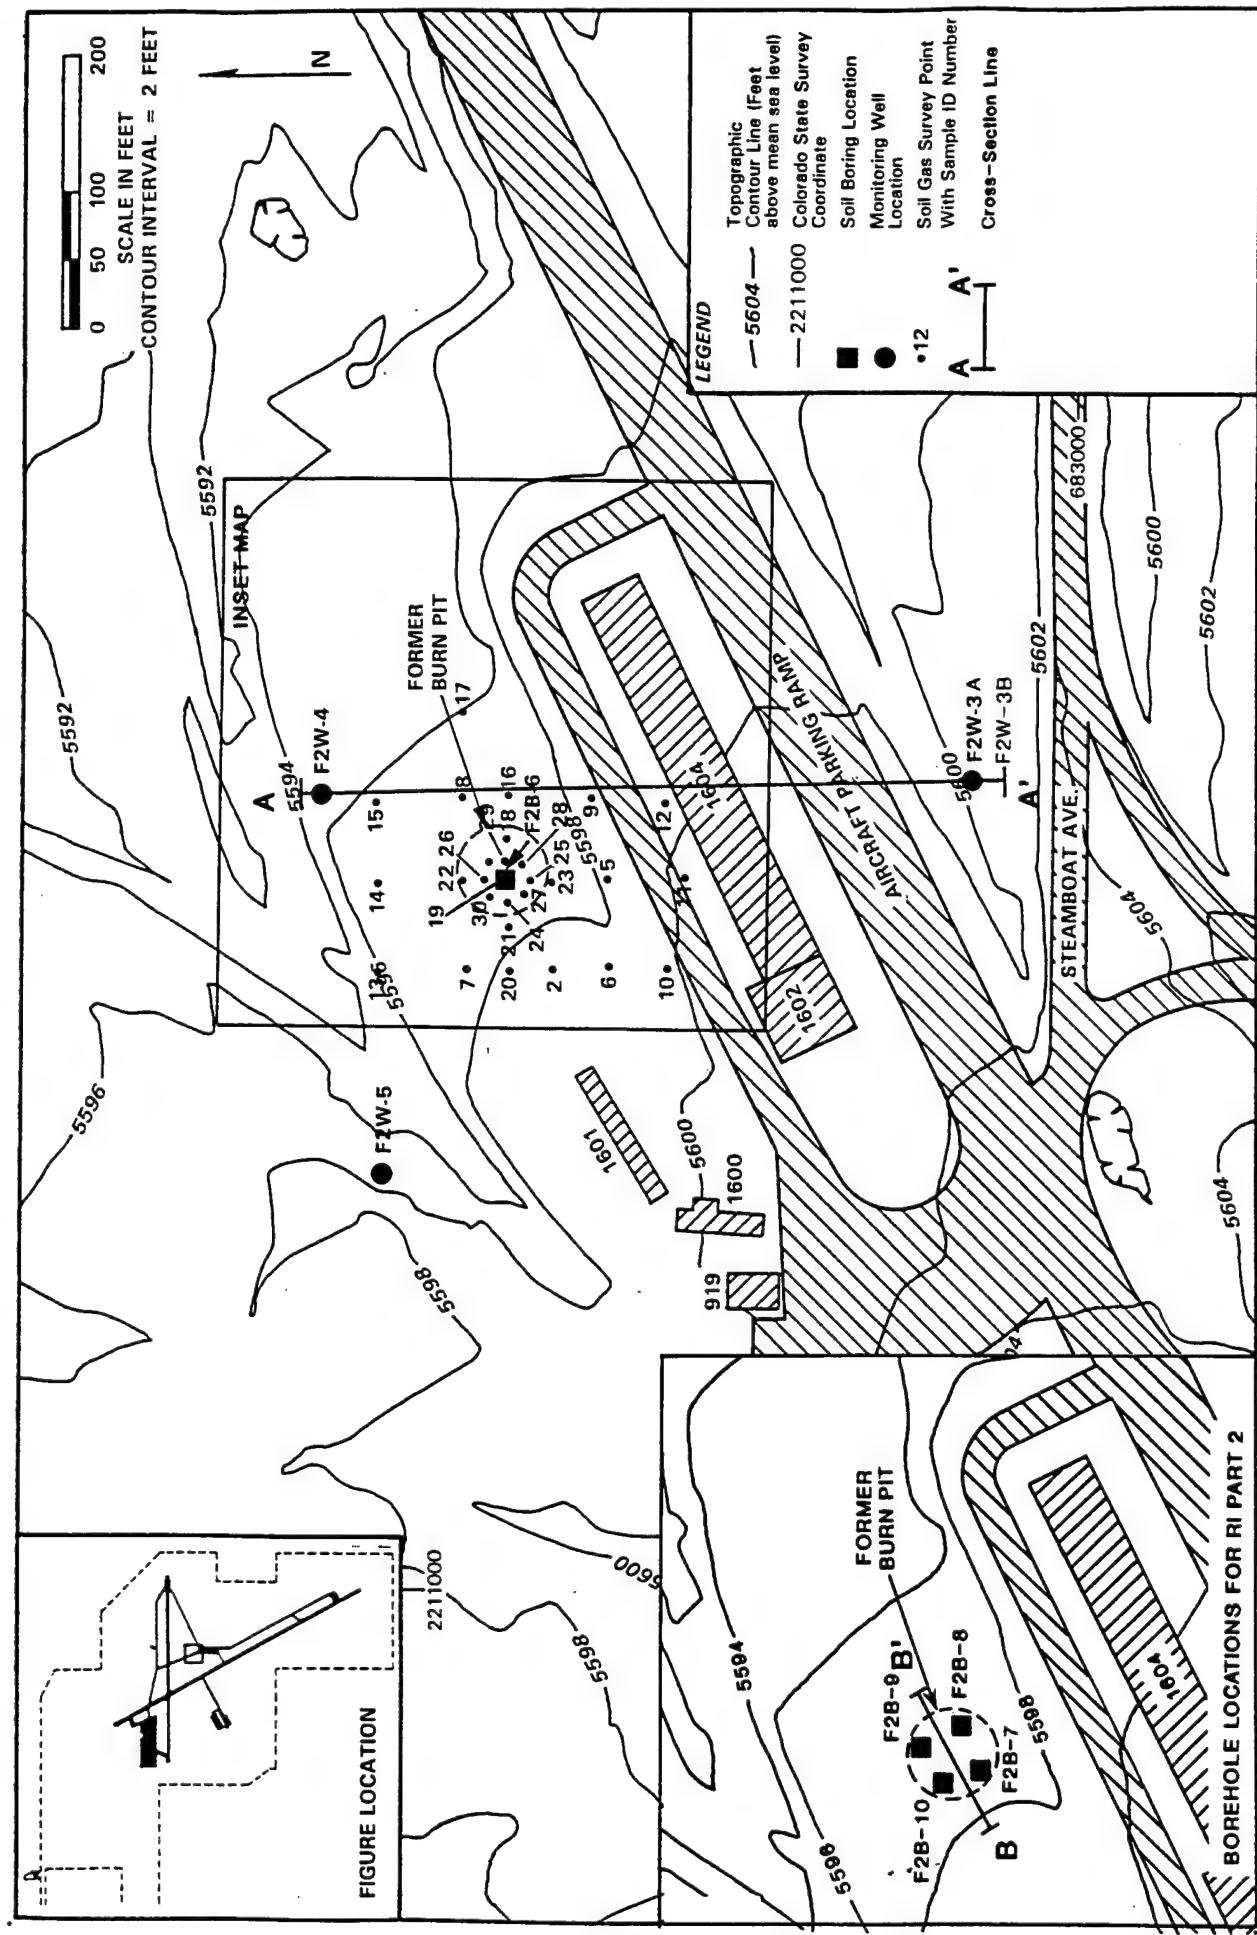 0 50 100 200
SCALE IN FEET
CONTOUR INTERVAL = 2 FEET
N
LEGEND
5604
Topographic
Contour Line (Feet
above mean sea level)
2211000
Colorado State Survey
Coordinate
Soil Boring Location
Monitoring Well
Location
•12
Soil Gas Survey Point
With Sample ID Number
A A'
Cross-Section Line
FIGURE LOCATION
2211000
5596
5598
5600
5598
5592
5592
5594
5596
INSET MAP
A
F2W-4
F2W-5
FORMER
BURN PIT
17
15
14
13
7
20
2
6
10
22
26
29
8
16
18
F2B-6
28
19
30
21
24
27
23
25
5598
5
9
12
11
1601
1600
919
5600
1602
1604
AIRCRAFT PARKING RAMP
5600
F2W-3A
F2W-3B
A'
5602
STEAMBOAT AVE.
683000
5600
5602
5604
5604
FORMER
BURN PIT
5594
5596
5598
F2B-9
B'
F2B-8
F2B-10
F2B-7
B
1604
BOREHOLE LOCATIONS FOR RI PART 2